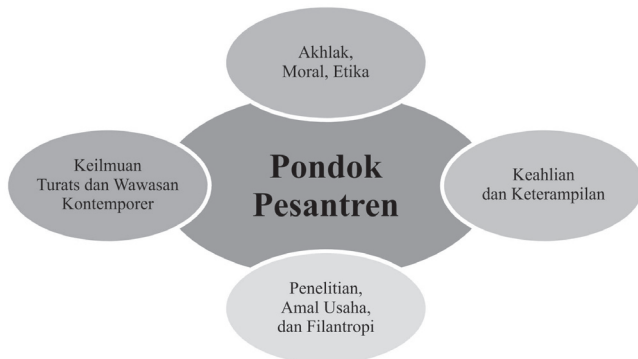 Akhlak,
Moral, Etika
Keilmuan
Turats dan Wawasan
Kontemporer
Pondok
Pesantren
Keahlian
dan Keterampilan
Penelitian,
Amal Usaha,
dan Filantropi